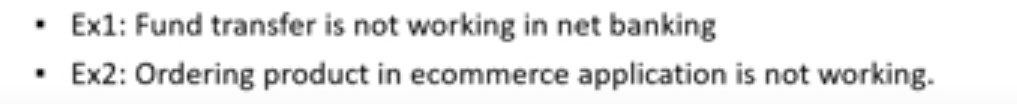 ▪ Ex1: Fund transfer is not working in net banking
▪ Ex2: Ordering product in ecommerce application is not working.